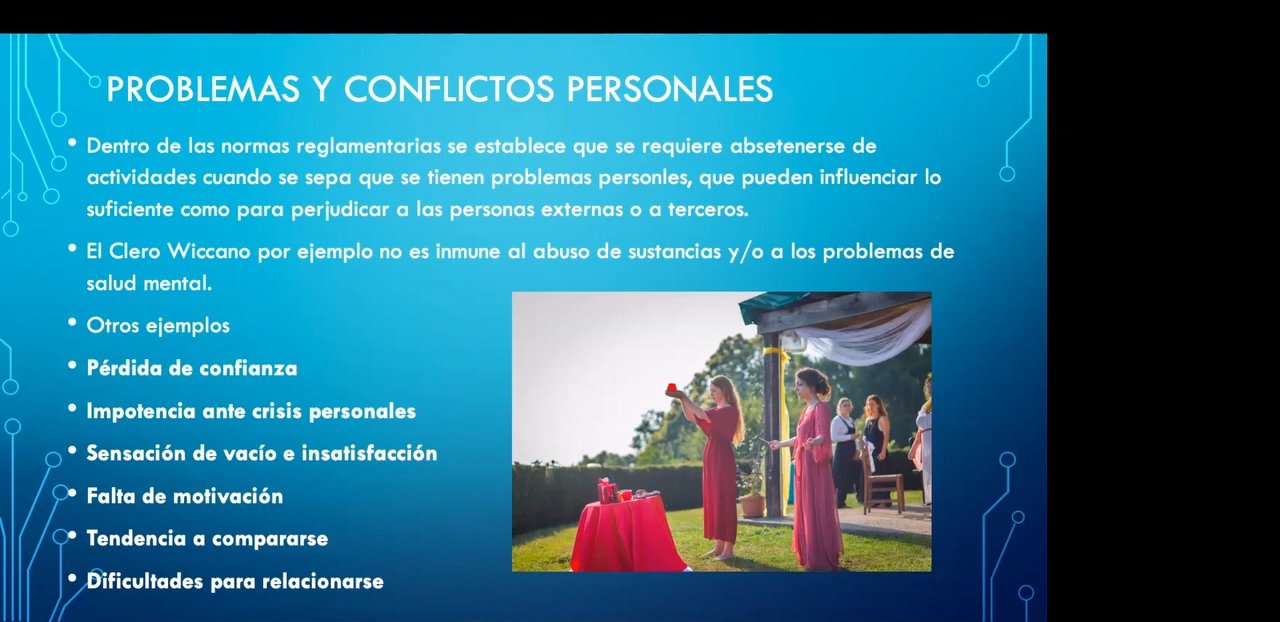 PROBLEMAS Y CONFLICTOS PERSONALES
• Dentro de las normas reglamentarias se establece que se requiere absetenerse de
actividades cuando se sepa que se tienen problemas personles, que pueden influenciar lo
suficiente como para perjudicar a las personas externas o a terceros.
• El Clero Wiccano por ejemplo no es inmune al abuso de sustancias y/o a los problemas de
salud mental.
• Otros ejemplos
• Pérdida de confianza
• Impotencia ante crisis personales
• Sensación de vacío e insatisfacción
• Falta de motivación
• Tendencia a compararse
• Dificultades para relacionarse